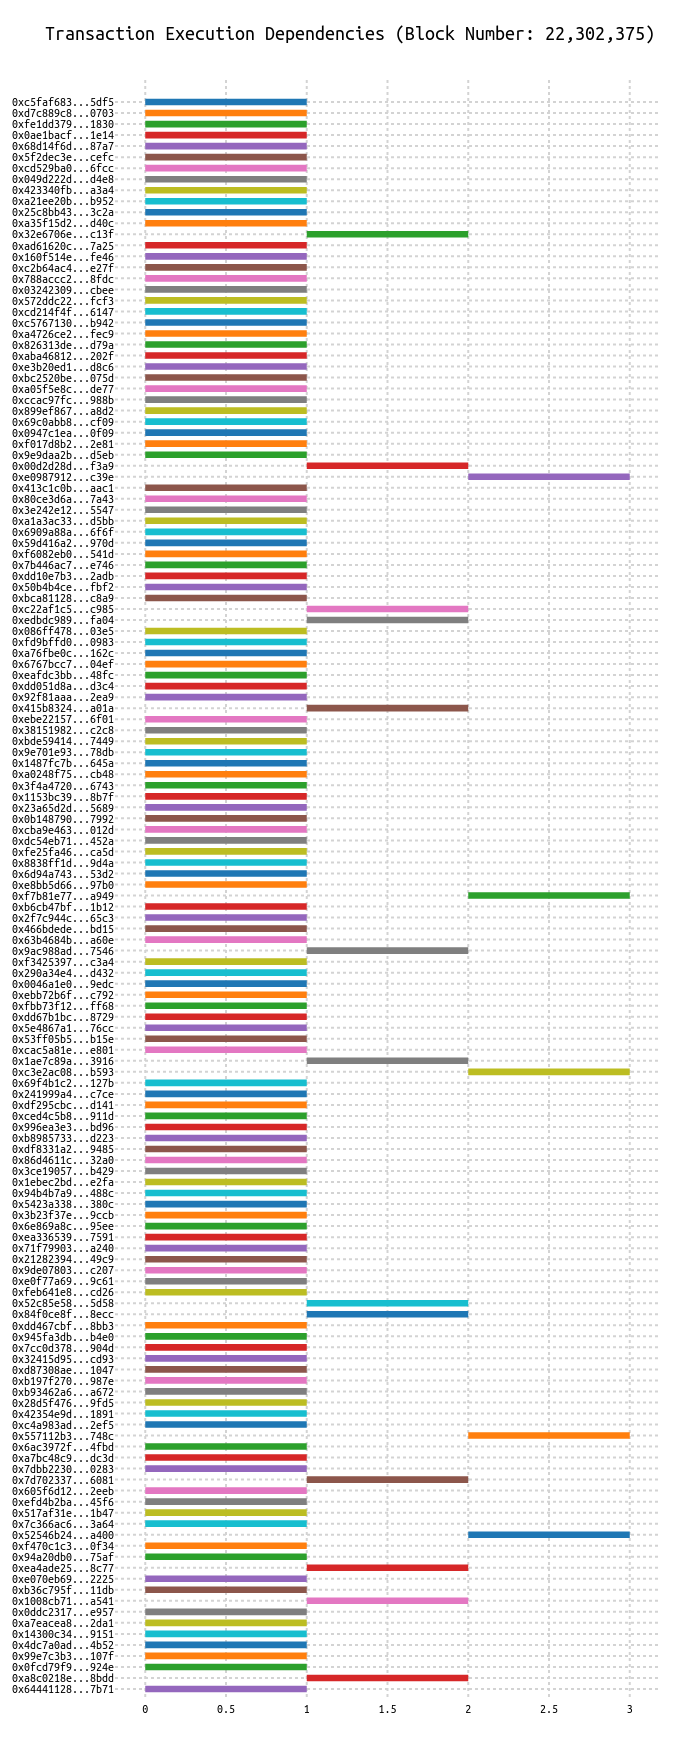 Transaction Execution Dependencies (Block Number: 22,302,375)
0xc5faf683...5df5
0xd7c889c8...0703
0xfe1dd379...1830
0x0ae1bacf...1e14
0x68d14f6d...87a7
0x5f2dec3e...cefc
0xcd529ba0...6fcc
0x049d222d...d4e8
0x423340fb...a3a4
0xa21ee20b...b952
0x25c8bb43...3c2a
0xa35f15d2...d40c
0x32e6706e...c13f
0xad61620c...7a25
0x160f514e...fe46
0xc2b64ac4...e27f
0x788accc2...8fdc
0x03242309...cbee
0x572ddc22...fcf3
0xcd214f4f...6147
0xc5767130...b942
0xa4726ce2...fec9
0x826313de...d79a
0xaba46812...202f
0xe3b20ed1...d8c6
0xbc2520be...075d
0xa05f5e8c...de77
0xccac97fc...988b
0x899ef867...a8d2
0x69c0abb8...cf09
0x0947c1ea...0f09
0xf017d8b2...2e81
0x9e9daa2b...d5eb
0x00d2d28d...f3a9
0xe0987912...c39e
0x413c1c0b...aac1
0x80ce3d6a...7a43
0x3e242e12...5547
0xa1a3ac33...d5bb
0x6909a88a...6f6f
0x59d416a2...970d
0xf6082eb0...541d
0x7b446ac7...e746
0xdd10e7b3...2adb
0x50b4b4ce...fbf2
0xbca81128...c8a9
0xc22af1c5...c985
0xedbdc989...fa04
0x086ff478...03e5
0xfd9bffd0...0983
0xa76fbe0c...162c
0x6767bcc7...04ef
0xeafdc3bb...48fc
0xdd051d8a...d3c4
0x92f81aaa...2ea9
0x415b8324...a01a
0xebe22157...6f01
0x38151982...c2c8
0xbde59414...7449
0x9e701e93...78db
0x1487fc7b...645a
0xa0248f75...cb48
0x3f4a4720...6743
0x1153bc39...8b7f
0x23a65d2d...5689
0x0b148790...7992
0xcba9e463...012d
0xdc54eb71...452a
0xfe25fa46...ca5d
0x8838ff1d...9d4a
0x6d94a743...53d2
0xe8bb5d66...97b0
0xf7b81e77...a949
0xb6cb47bf...1b12
0x2f7c944c...65c3
0x466bdede...bd15
0x63b4684b...a60e
0x9ac988ad...7546
0xf3425397...c3a4
0x290a34e4...d432
0x0046a1e0...9edc
0xebb72b6f...c792
0xfbb73f12...ff68
0xdd67b1bc...8729
0x5e4867a1...76cc
0x53ff05b5...b15e
0xcac5a81e...e801
0x1ae7c89a...3916
0xc3e2ac08...b593
0x69f4b1c2...127b
0x241999a4...c7ce
0xdf295cbc...d141
0xced4c5b8...911d
0x996ea3e3...bd96
0xb8985733...d223
0xdf8331a2...9485
0x86d4611c...32a0
0x3ce19057...b429
0x1ebec2bd...e2fa
0x94b4b7a9...488c
0x5423a338...380c
0x3b23f37e...9ccb
0x6e869a8c...95ee
0xea336539...7591
0x71f79903...a240
0x21282394...49c9
0x9de07803...c207
0xe0f77a69...9c61
0xfeb641e8...cd26
0x52c85e58...5d58
0x84f0ce8f...8ecc
0xdd467cbf...8bb3
0x945fa3db...b4e0
0x7cc0d378...904d
0x32415d95...cd93
0xd87308ae...1047
0xb197f270...987e
0xb93462a6...a672
0x28d5f476...9fd5
0x42354e9d...1891
0xc4a983ad...2ef5
0x557112b3...748c
0x6ac3972f...4fbd
0xa7bc48c9...dc3d
0x7dbb2230...0283
0x7d702337...6081
0x605f6d12...2eeb
0xefd4b2ba...45f6
0x517af31e...1b47
0x7c366ac6...3a64
0x52546b24...a400
0xf470c1c3...0f34
0x94a20db0...75af
0xea4ade25...8c77
0xe070eb69...2225
0xb36c795f...11db
0x1008cb71...a541
0x0ddc2317...e957
0xa7eacea8...2da1
0x14300c34...9151
0x4dc7a0ad...4b52
0x99e7c3b3...107f
0x0fcd79f9...924e
0xa8c0218e...8bdd
0x64441128...7b71
0 0.5 1 1.5 2 2.5 3